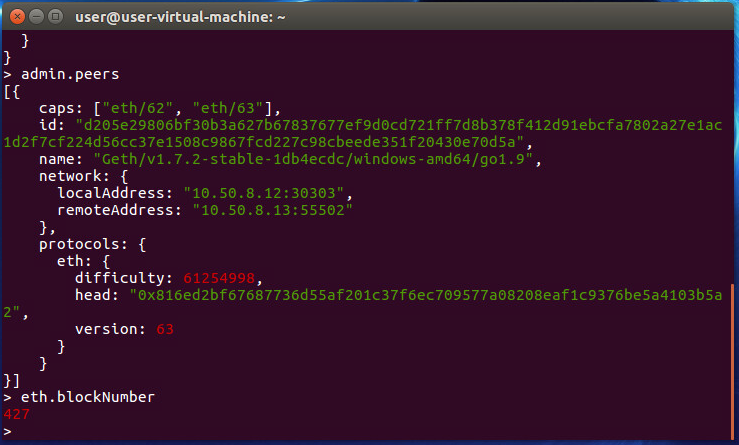 user@user-virtual-machine: ~
  }
}
> admin.peers
[{
    caps: ["eth/62", "eth/63"],
    id: "d205e29806bf30b3a627b67837677ef9d0cd721ff7d8b378f412d91ebcfa7802a27e1ac
1d2f7cf224d56cc37e1508c9867fcd227c98cbeede351f20430e70d5a",
    name: "Geth/v1.7.2-stable-1db4ecdc/windows-amd64/go1.9",
    network: {
      localAddress: "10.50.8.12:30303",
      remoteAddress: "10.50.8.13:55502"
    },
    protocols: {
      eth: {
        difficulty: 61254998,
        head: "0x816ed2bf67687736d55af201c37f6ec709577a08208eaf1c9376be5a4103b5a
2",
        version: 63
      }
    }
}]
> eth.blockNumber
427
>